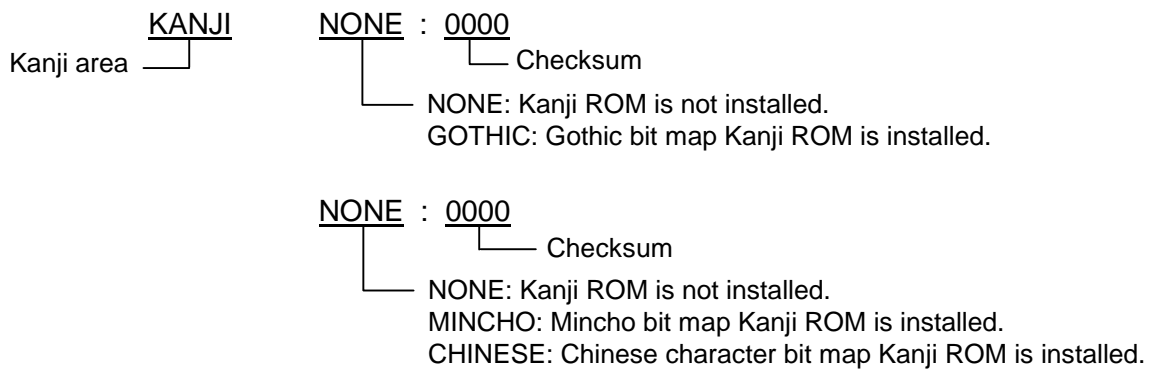 KANJI NONE : 0000
Kanji area
Checksum
NONE: Kanji ROM is not installed.
GOTHIC: Gothic bit map Kanji ROM is installed.
NONE : 0000
Checksum
NONE: Kanji ROM is not installed.
MINCHO: Mincho bit map Kanji ROM is installed.
CHINESE: Chinese character bit map Kanji ROM is installed.